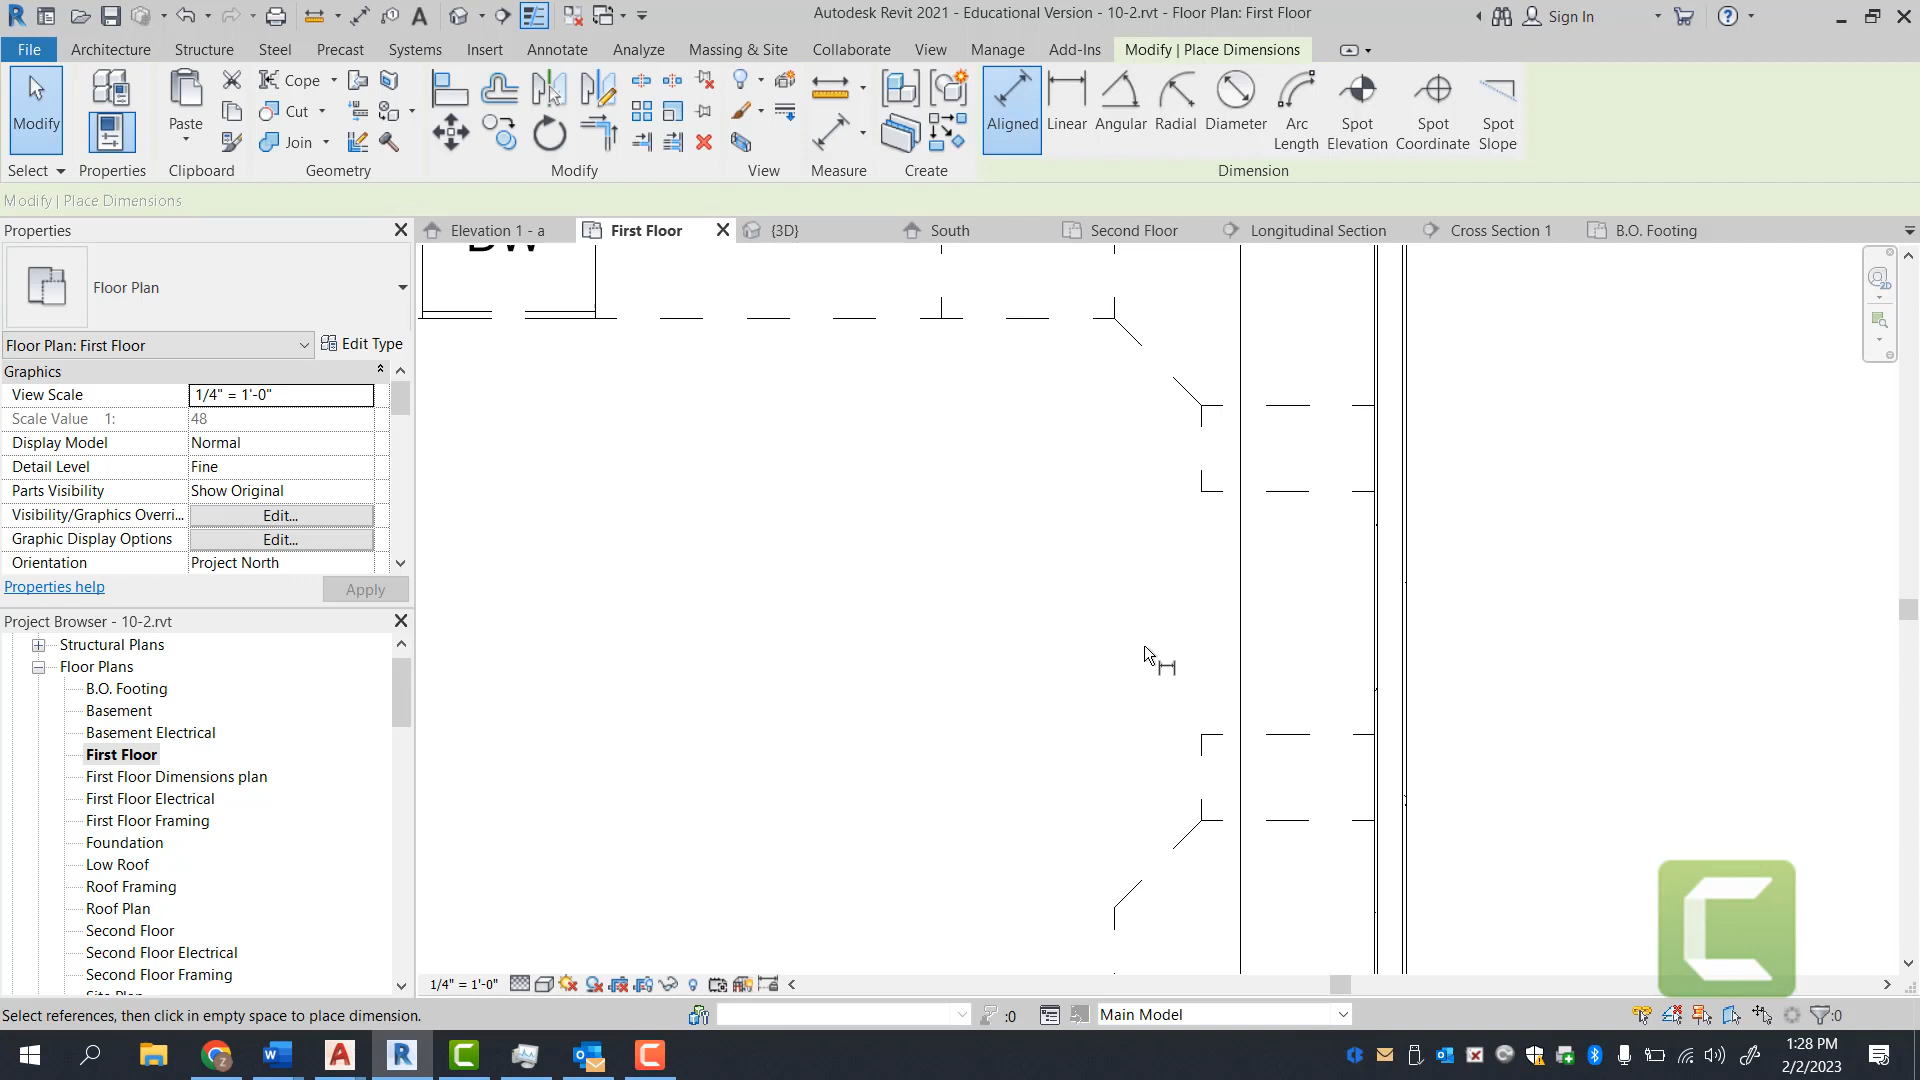 Autodesk Revit 2021 - Educational Version - 10-2.rvt - Floor Plan: First Floor
Sign In
File Architecture Structure Steel Precast Systems Insert Annotate Analyze Massing & Site Collaborate View Manage Add-Ins Modify | Place Dimensions
Modify
Paste
Cope
Cut
Join
Aligned Linear Angular Radial Diameter Arc Length Spot Elevation Spot Coordinate Spot Slope
Select Properties Clipboard Geometry Modify View Measure Create Dimension
Modify | Place Dimensions
Properties
Elevation 1 - a First Floor {3D} South Second Floor Longitudinal Section Cross Section 1 B.O. Footing
Floor Plan
Floor Plan: First Floor Edit Type
Graphics
View Scale 1/4" = 1'-0"
Scale Value 1: 48
Display Model Normal
Detail Level Fine
Parts Visibility Show Original
Visibility/Graphics Overri... Edit...
Graphic Display Options Edit...
Orientation Project North
Properties help Apply
Project Browser - 10-2.rvt
Structural Plans
Floor Plans
B.O. Footing
Basement
Basement Electrical
First Floor
First Floor Dimensions plan
First Floor Electrical
First Floor Framing
Foundation
Low Roof
Roof Framing
Roof Plan
Second Floor
Second Floor Electrical
Second Floor Framing
DW
1/4" = 1'-0"
Select references, then click in empty space to place dimension.
:0
Main Model
:0
1:28 PM
2/2/2023